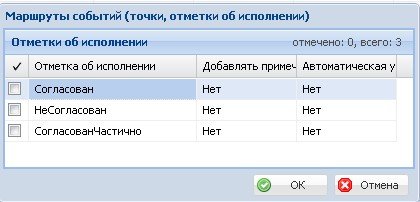 Маршруты событий (точки, отметки об исполнении)
Отметки об исполнении отмечено: 0, всего: 3
Отметка об исполнении Добавлять примеч Автоматическая у
Согласован Нет Нет
НеСогласован Нет Нет
СогласованЧастично Нет Нет
ОК Отмена